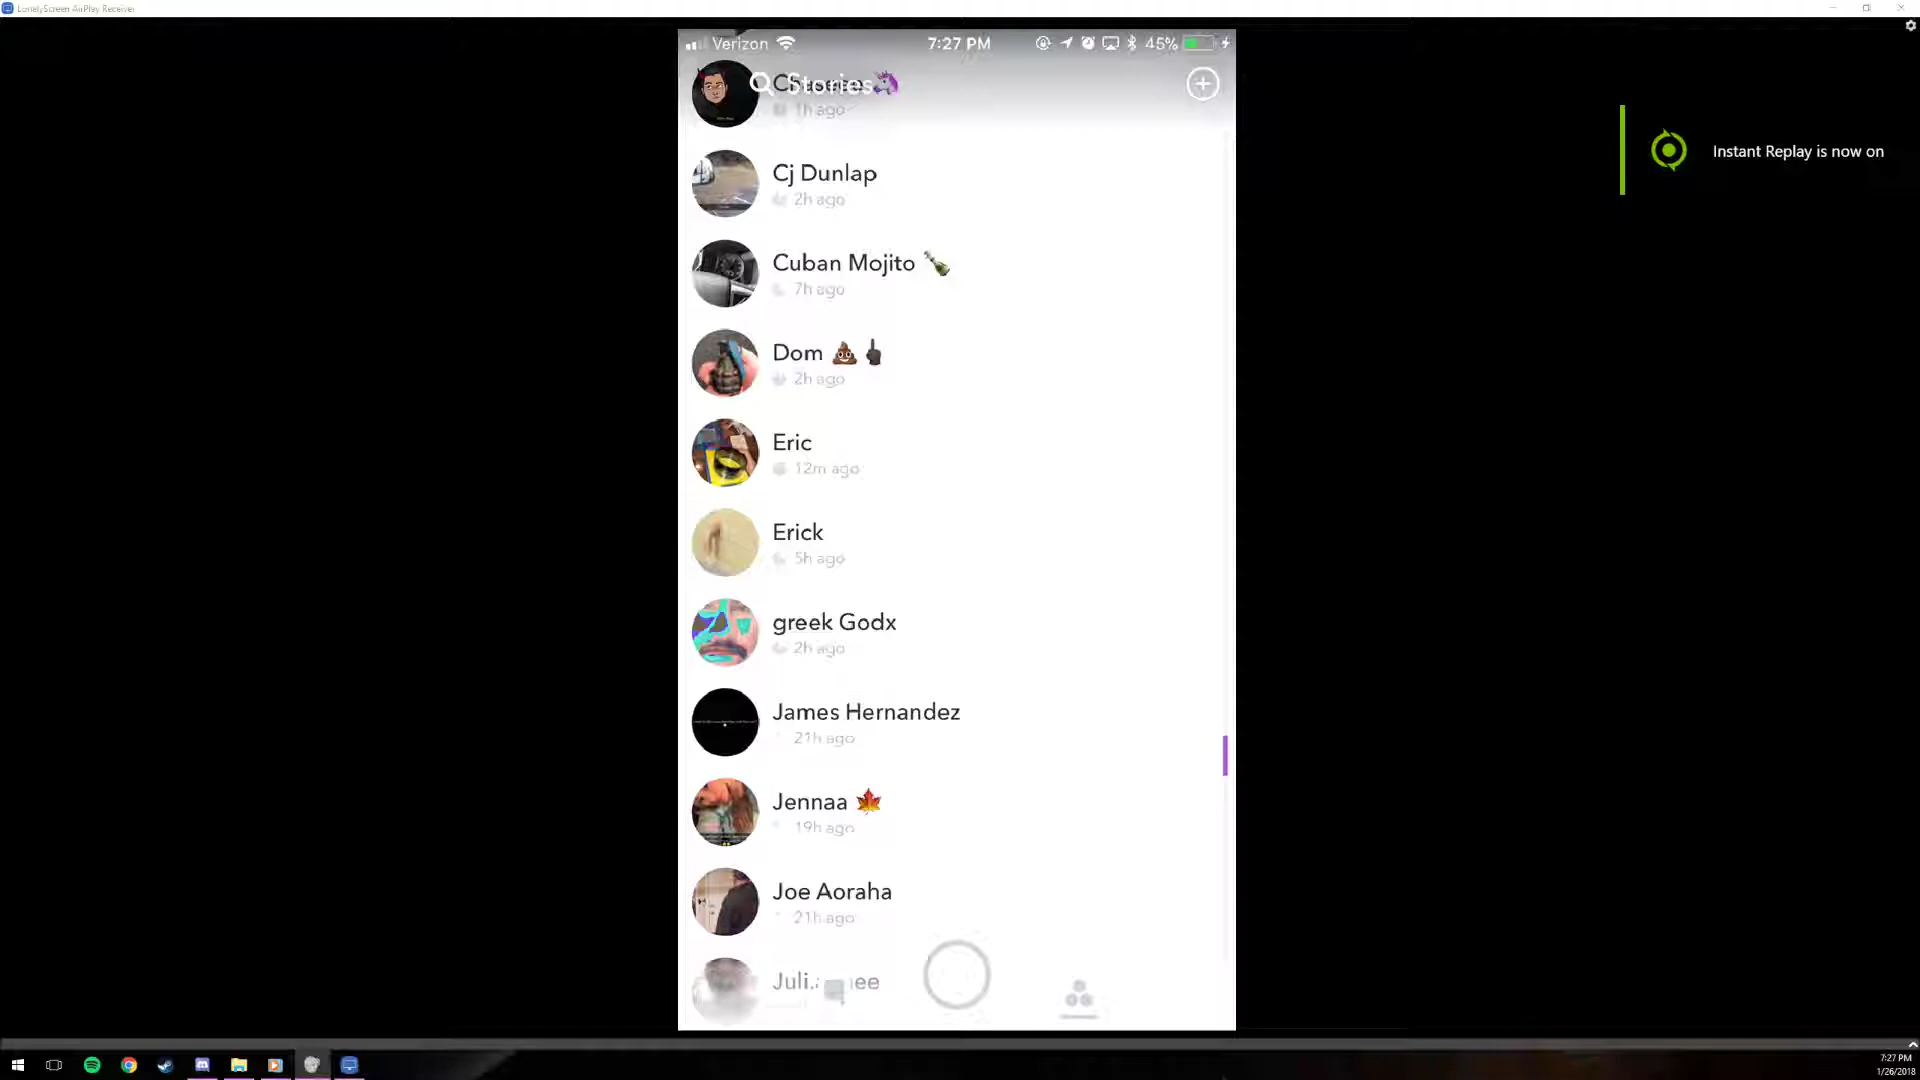 LonelyScreen AirPlay Receiver
Verizon
7:27 PM
45%
Stories
1h ago
Instant Replay is now on
Cj Dunlap
2h ago
Cuban Mojito 🍾
7h ago
Dom 💩🖕🏿
2h ago
Eric
12m ago
Erick
5h ago
greek Godx
2h ago
James Hernandez
21h ago
Jennaa 🍁
19h ago
Joe Aoraha
21h ago
7:27 PM
1/26/2018